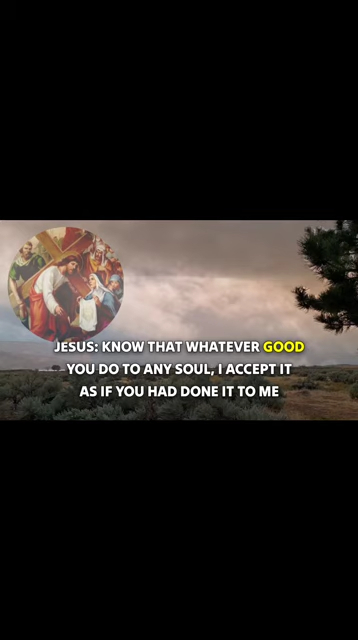 JESUS: KNOW THAT WHATEVER GOOD
YOU DO TO ANY SOUL, I ACCEPT IT
AS IF YOU HAD DONE IT TO ME